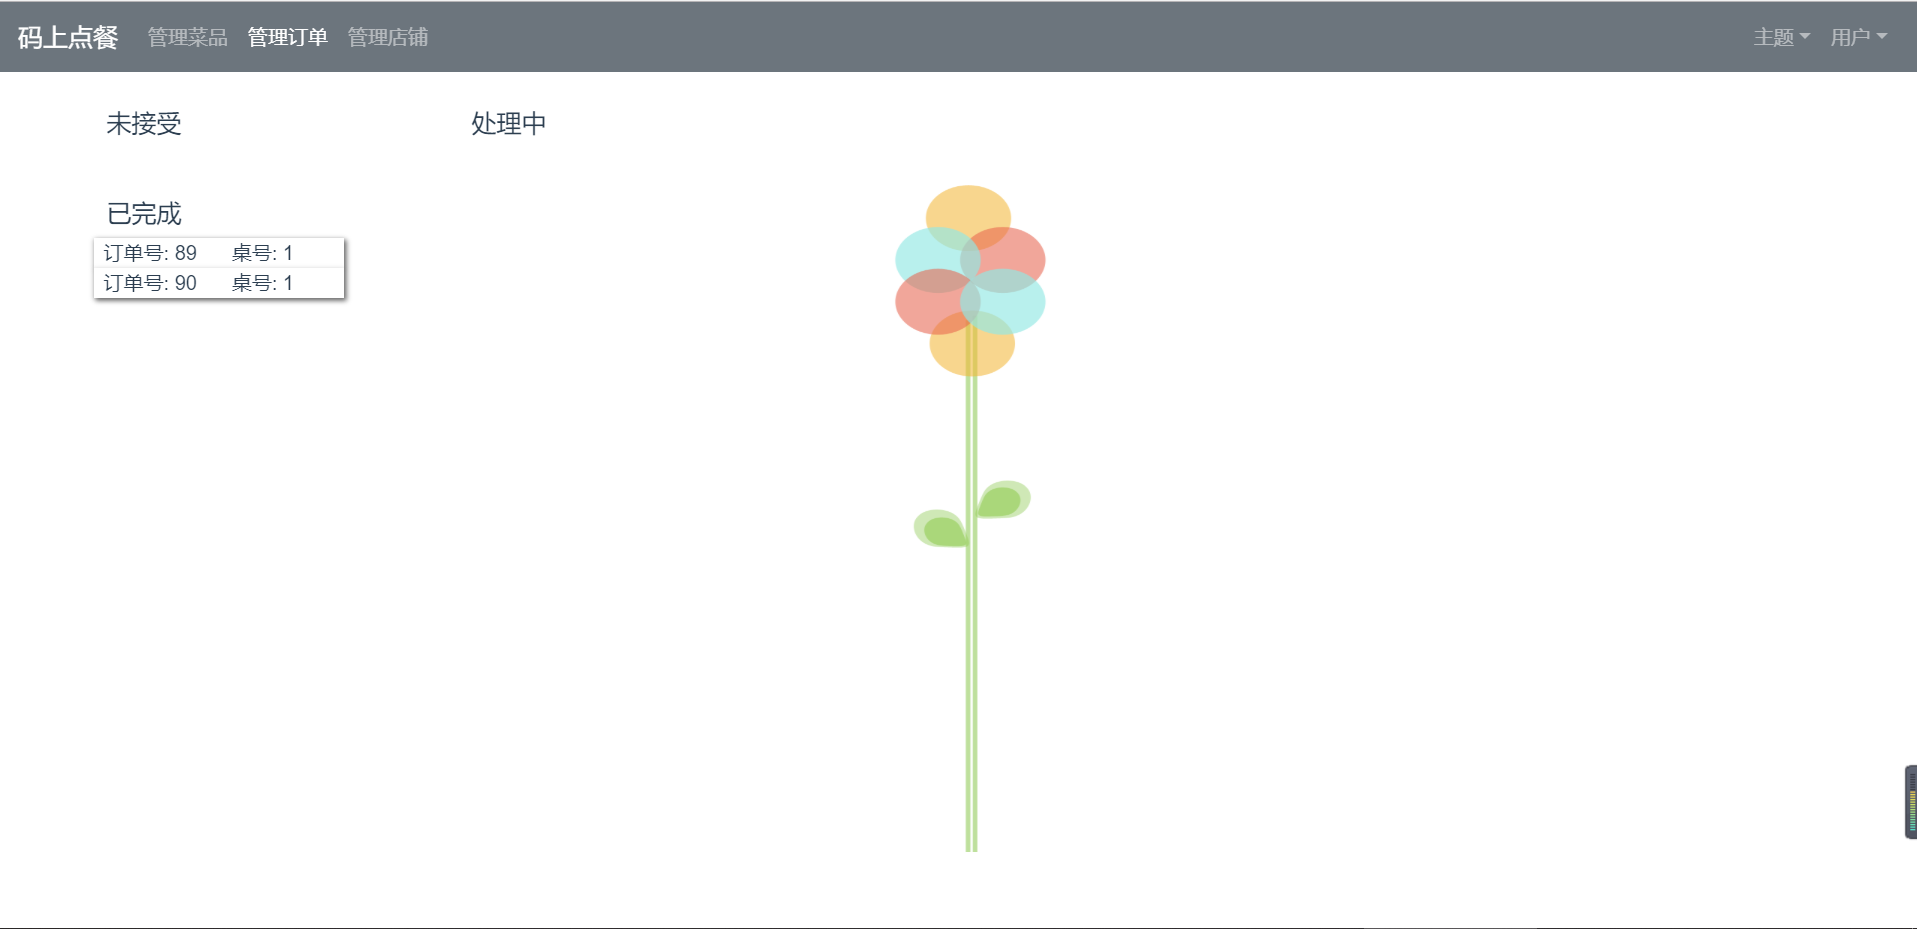 码上点餐 管理菜品 管理订单 管理店铺 主题 用户
未接受 处理中
已完成
订单号: 89 桌号: 1
订单号: 90 桌号: 1